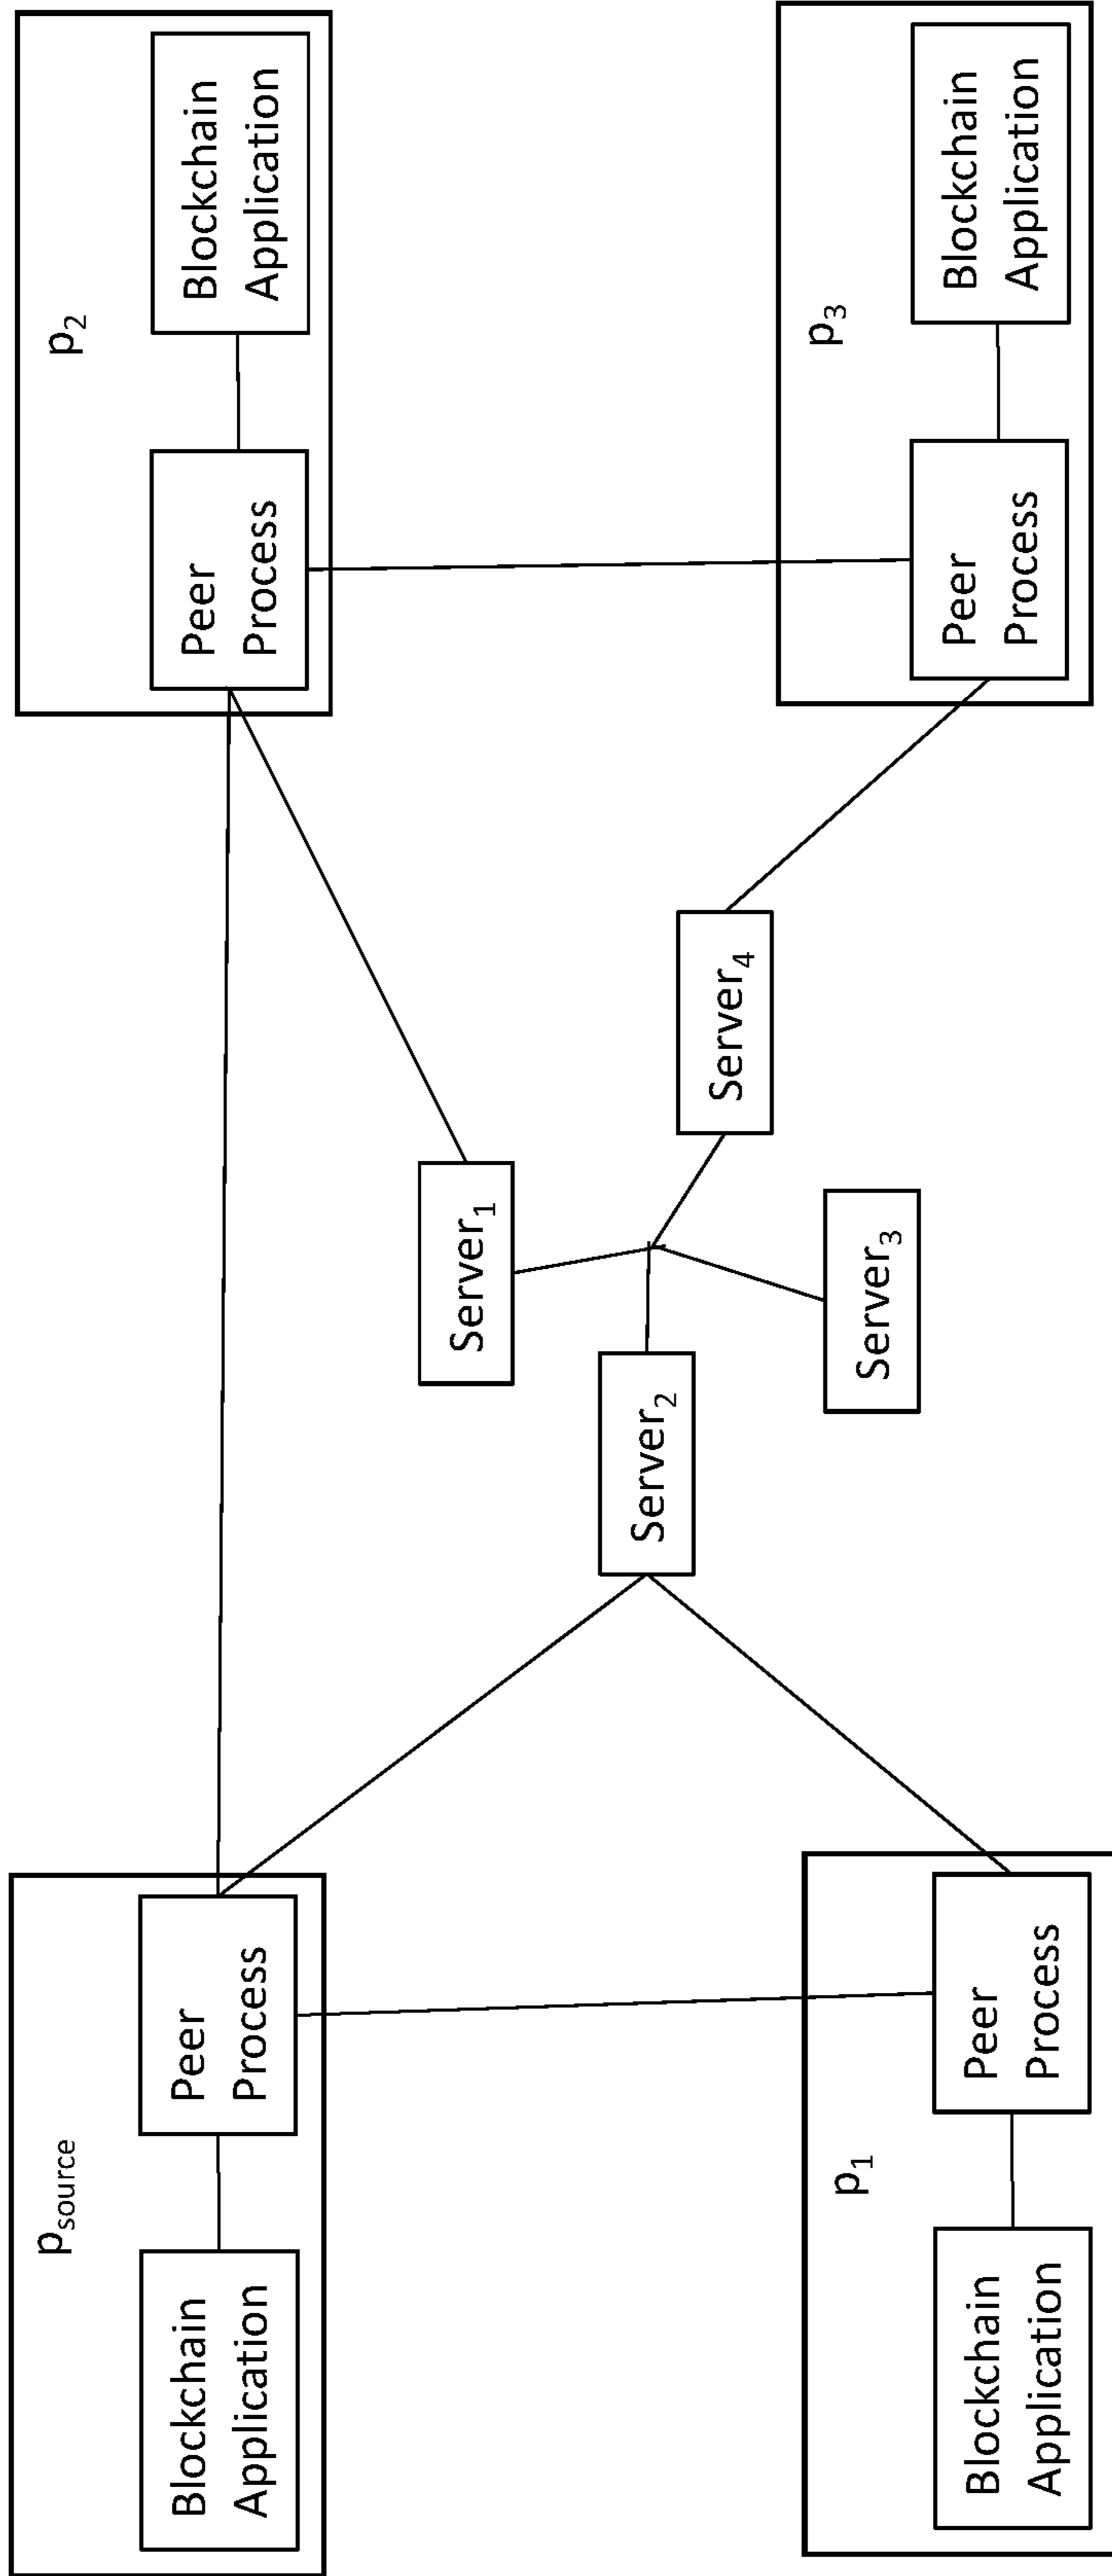 p₍source₎
Blockchain
Application
Peer
Process
p₂
Peer
Process
Blockchain
Application
Server₁
Server₂
Server₄
Server₃
p₁
Blockchain
Application
Peer
Process
p₃
Peer
Process
Blockchain
Application